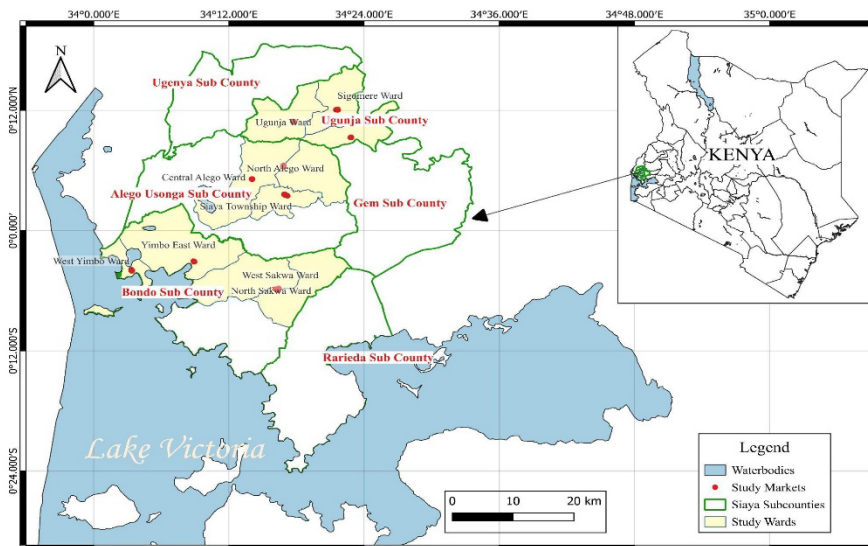 34°0.000' 34°12.000' 34°24.000' 34°36.000' 34°48.000' 35°0.000'
N
0°12.000'N
0°0.000'
0°12.000'S
0°24.000'S
Ugenya Sub County
Sigomere Ward
Ugunja Ward
Ugunja Sub County
North Alego Ward
Central Alego Ward
Alego Usonga Sub County
Siaya Township Ward
Gem Sub County
Yimbo East Ward
West Yimbo Ward
West Sakwa Ward
Bondo Sub County
North Sakwa Ward
Rarieda Sub County
Lake Victoria
KENYA
0 10 20 km
Legend
Waterbodies
Study Markets
Siaya Subcounties
Study Wards